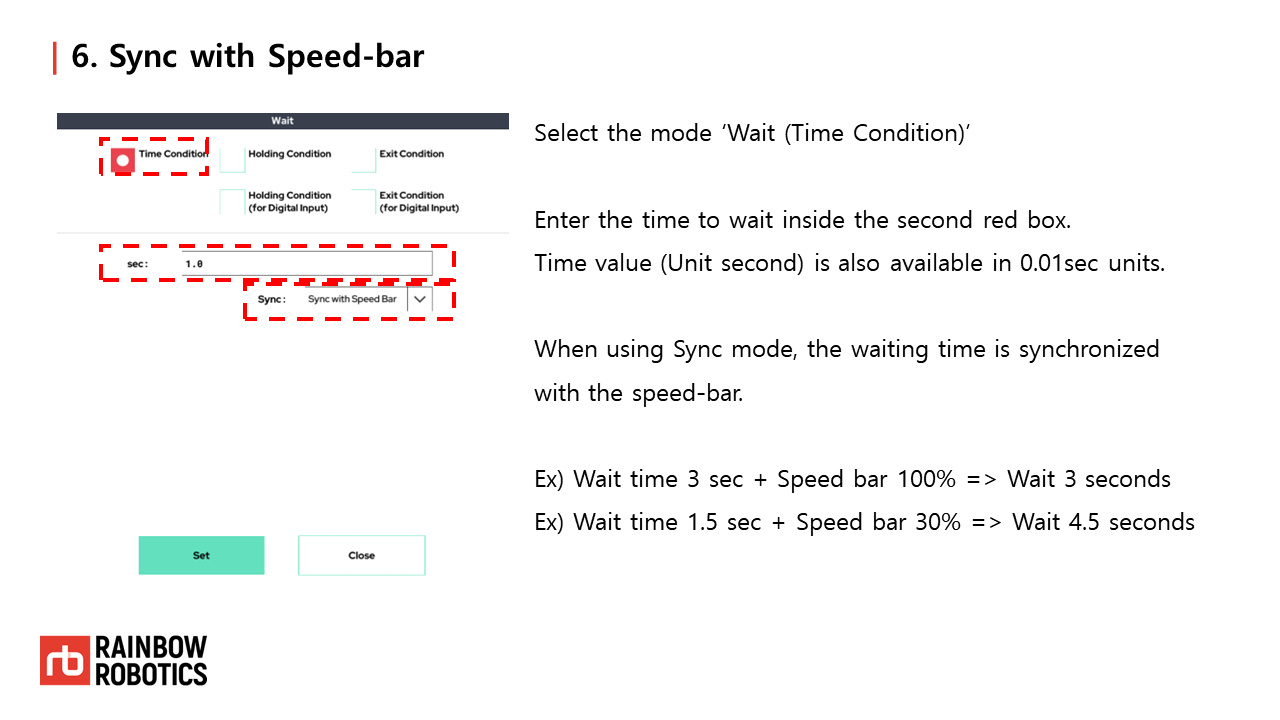 6. Sync with Speed-bar
Wait
Time Condition
Holding Condition
Exit Condition
Holding Condition
(for Digital Input)
Exit Condition
(for Digital Input)
sec:
1.0
Sync:
Sync with Speed Bar
Set
Close
Select the mode ‘Wait (Time Condition)’
Enter the time to wait inside the second red box.
Time value (Unit second) is also available in 0.01sec units.
When using Sync mode, the waiting time is synchronized
with the speed-bar.
Ex) Wait time 3 sec + Speed bar 100% => Wait 3 seconds
Ex) Wait time 1.5 sec + Speed bar 30% => Wait 4.5 seconds
rb
RAINBOW
ROBOTICS